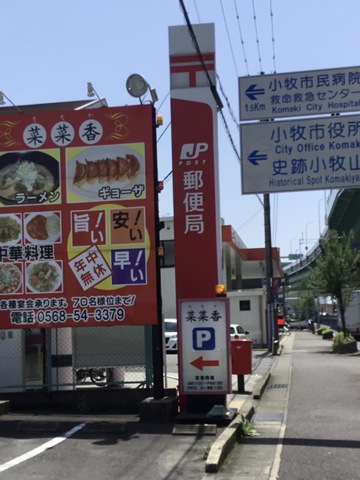 菜菜香
ラーメン
ギョーザ
中華料理
旨い!
安い!
早い!
年中無休
各種宴会承ります。70名様位まで!
電話 0568-54-3379
JP
POST
郵便局
菜菜香
P
1.5Km
小牧市民病院
救命救急センター
Komaki City Hospital
小牧市役所
City Office Komaki
史跡小牧山
Historical Spot Komakiya